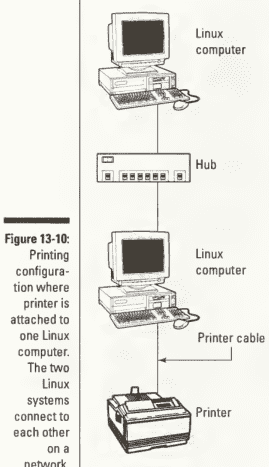 Linux
computer
Hub
Figure 13-10:
Printing
configura-
tion where
printer is
attached to
one Linux
computer.
The two
Linux
systems
connect to
each other
on a
network.
Linux
computer
Printer cable
Printer